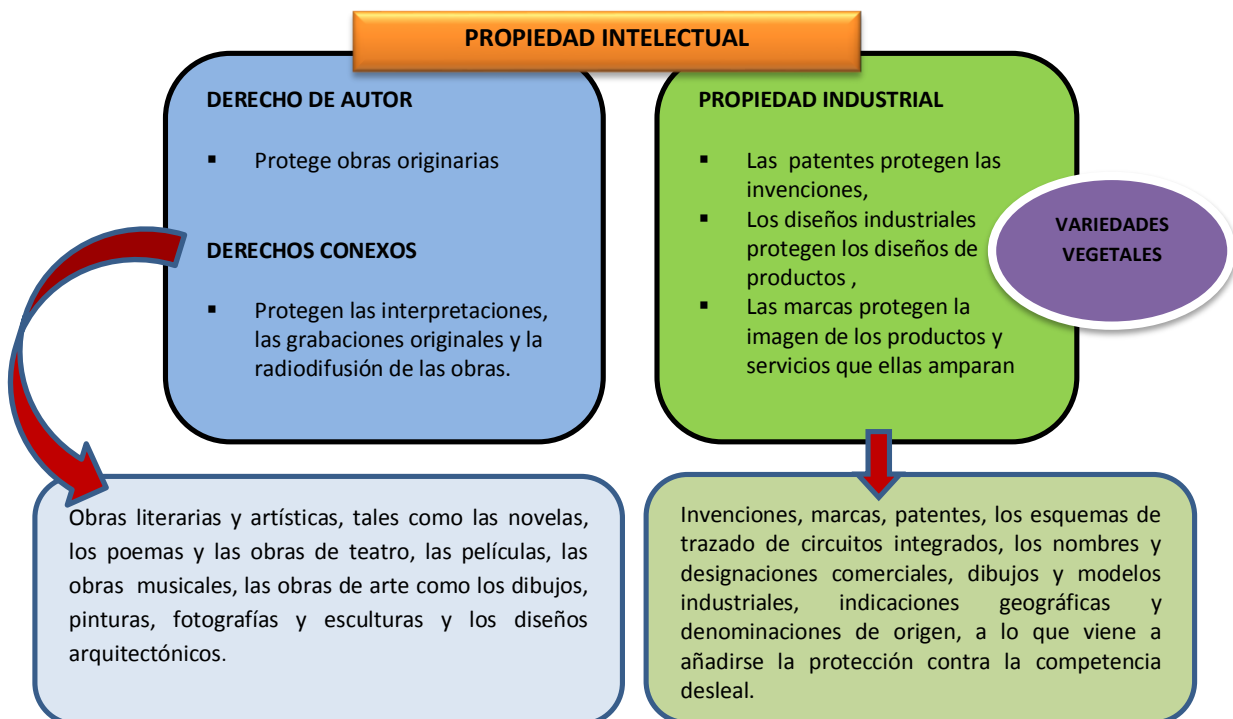 PROPIEDAD INTELECTUAL
DERECHO DE AUTOR
▪ Protege obras originarias
DERECHOS CONEXOS
▪ Protegen las interpretaciones,
las grabaciones originales y la
radiodifusión de las obras.
PROPIEDAD INDUSTRIAL
▪ Las patentes protegen las
invenciones,
▪ Los diseños industriales
protegen los diseños de
productos ,
▪ Las marcas protegen la
imagen de los productos y
servicios que ellas amparan
VARIEDADES
VEGETALES
Obras literarias y artísticas, tales como las novelas,
los poemas y las obras de teatro, las películas, las
obras musicales, las obras de arte como los dibujos,
pinturas, fotografías y esculturas y los diseños
arquitectónicos.
Invenciones, marcas, patentes, los esquemas de
trazado de circuitos integrados, los nombres y
designaciones comerciales, dibujos y modelos
industriales, indicaciones geográficas y
denominaciones de origen, a lo que viene a
añadirse la protección contra la competencia
desleal.